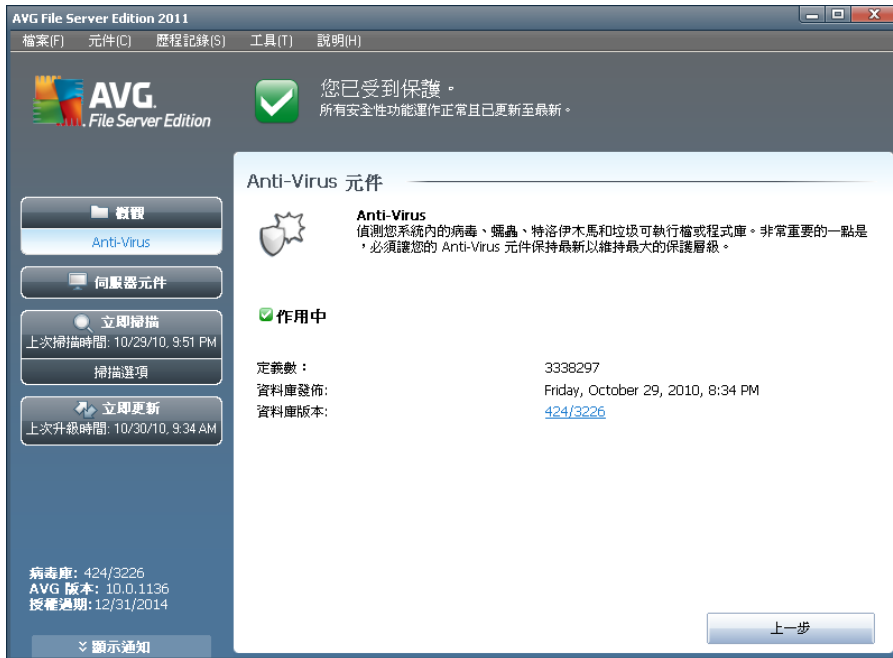 AVG File Server Edition 2011
檔案(F) 元件(C) 歷程記錄(S) 工具(T) 說明(H)
AVG.
File Server Edition
您已受到保護。
所有安全性功能運作正常且已更新至最新。
概觀
Anti-Virus
伺服器元件
立即掃描
上次掃描時間: 10/29/10, 9:51 PM
掃描選項
立即更新
上次升級時間: 10/30/10, 9:34 AM
病毒庫: 424/3226
AVG 版本: 10.0.1136
授權過期:12/31/2014
顯示通知
Anti-Virus 元件
Anti-Virus
偵測您系統內的病毒、蠕蟲、特洛伊木馬和垃圾可執行檔或程式庫。非常重要的一點是
，必須讓您的 Anti-Virus 元件保持最新以維持最大的保護層級。
作用中
定義數： 3338297
資料庫發佈: Friday, October 29, 2010, 8:34 PM
資料庫版本: 424/3226
上一步